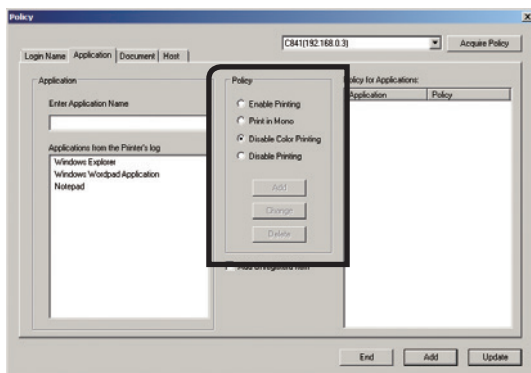 Policy
C841(192.168.0.3)
Acquire Policy
Login Name
Application
Document
Host
Application
Enter Application Name
Applications from the Printer's log
Windows Explorer
Windows Wordpad Application
Notepad
Policy
Enable Printing
Print in Mono
Disable Color Printing
Disable Printing
Add
Change
Delete
Policy for Applications:
Application
Policy
End
Add
Update